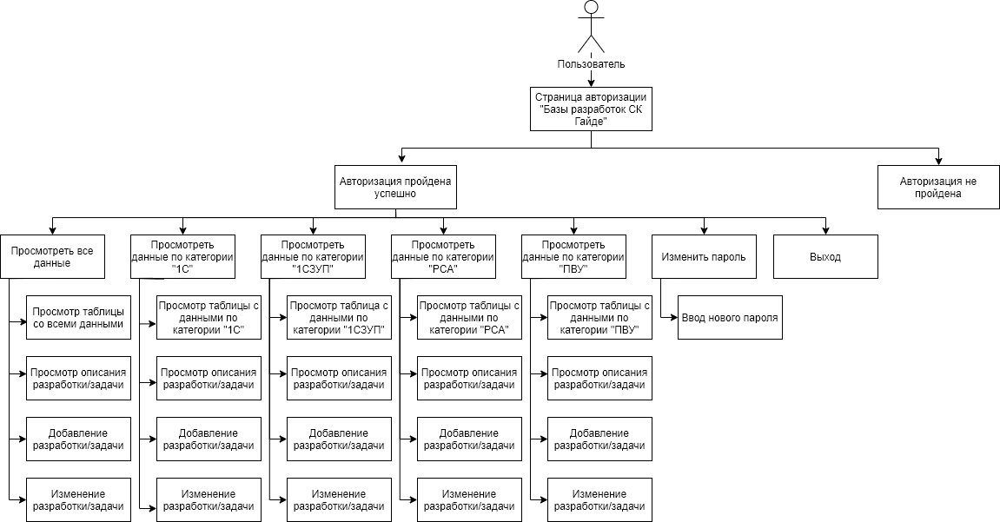 Пользователь
Страница авторизации
"Базы разработок СК
Гайде"
Авторизация пройдена
успешно
Авторизация не
пройдена
Просмотреть все
данные
Просмотреть
данные по категории
"1С"
Просмотреть
данные по категории
"1СЗУП"
Просмотреть
данные по категории
"РСА"
Просмотреть
данные по категории
"ПВУ"
Изменить пароль
Выход
Просмотр таблицы
со всеми данными
Просмотр таблицы с
данными по
категории "1С"
Просмотр таблица с
данными по
категории "1СЗУП"
Просмотр таблицы с
данными по
категории "РСА"
Просмотр таблицы с
данными по
категории "ПВУ"
Ввод нового пароля
Просмотр описания
разработки/задачи
Просмотр описания
разработки/задачи
Просмотр описания
разработки/задачи
Просмотр описания
разработки/задачи
Просмотр описания
разработки/задачи
Добавление
разработки/задачи
Добавление
разработки/задачи
Добавление
разработки/задачи
Добавление
разработки/задачи
Добавление
разработки/задачи
Изменение
разработки/задачи
Изменение
разработки/задачи
Изменение
разработки/задачи
Изменение
разработки/задачи
Изменение
разработки/задачи